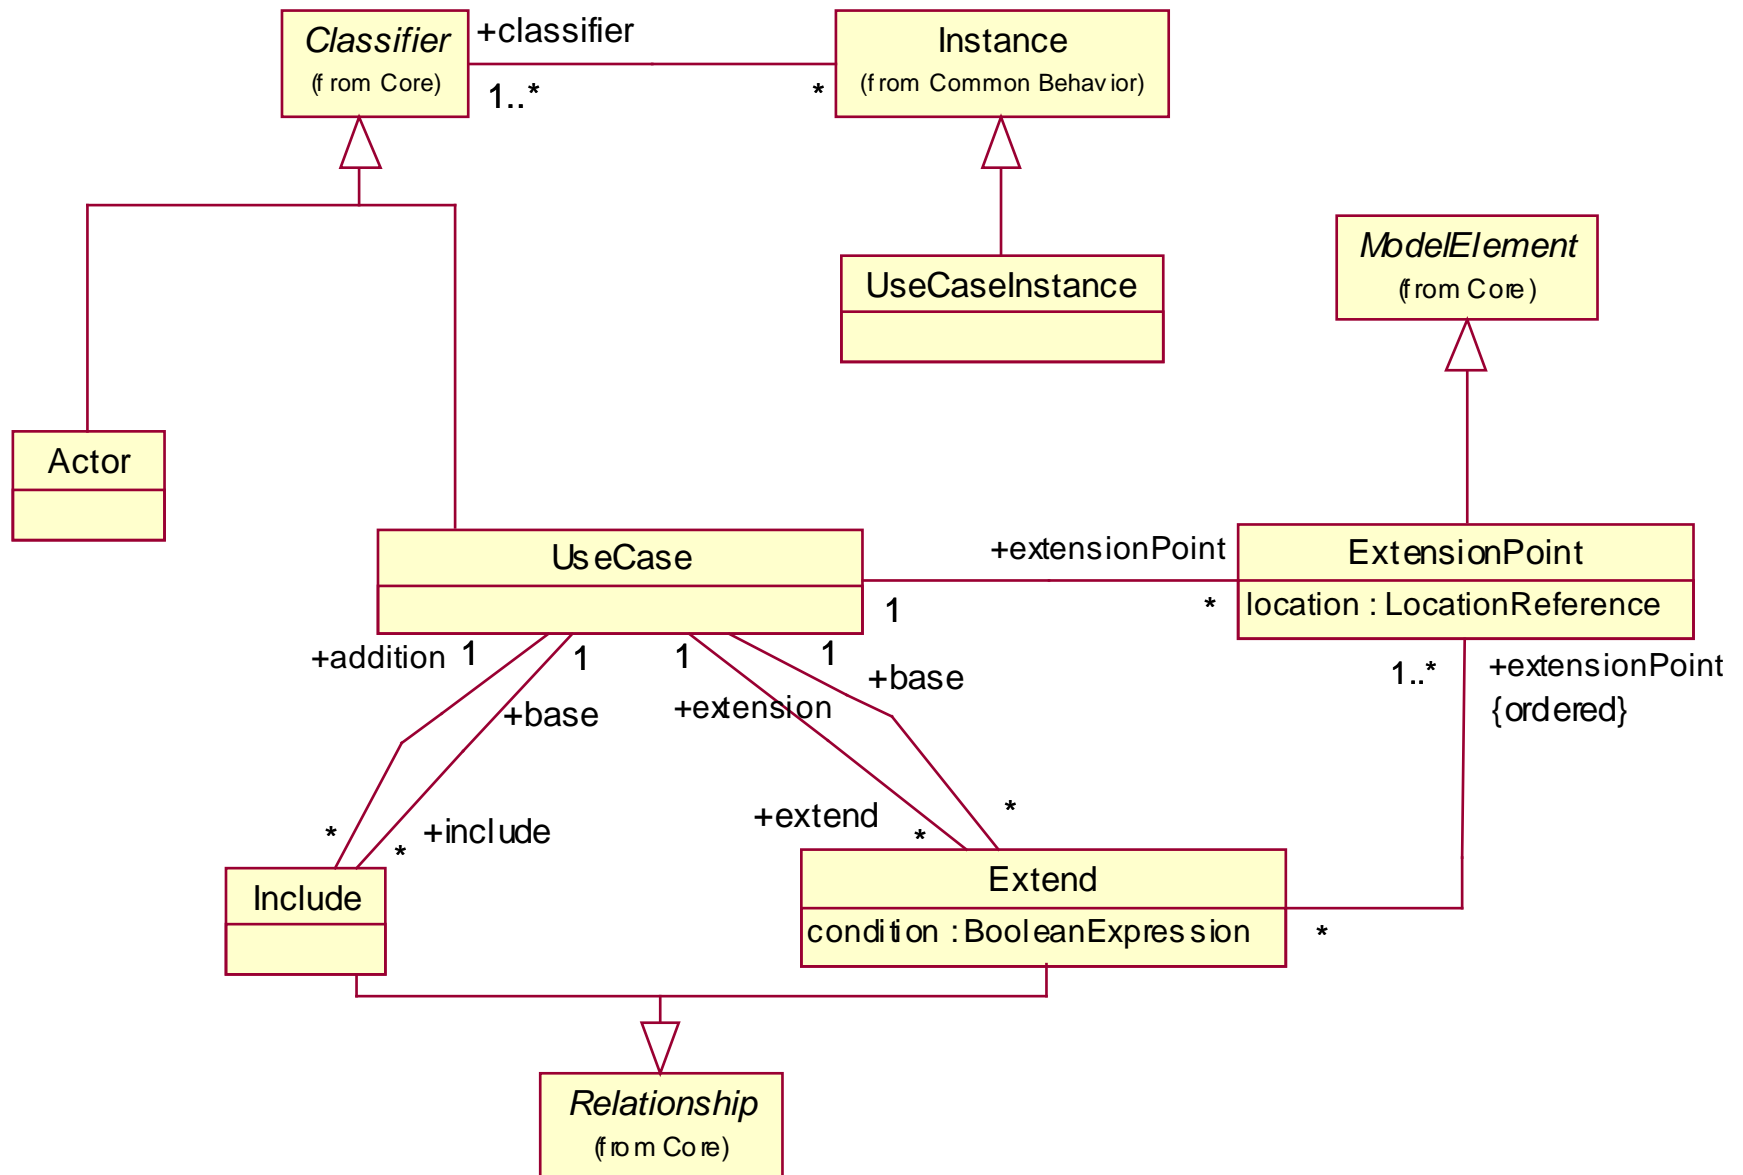 Classifier
(from Core)
+classifier
1..*
*
Instance
(from Common Behavior)
UseCaseInstance
ModelElement
(from Core)
Actor
UseCase
+extensionPoint
1
*
ExtensionPoint
location : LocationReference
+addition
1
1
1
1
+base
+extension
+base
1..*
+extensionPoint
{ordered}
*
*
+include
+extend
*
*
Include
Extend
condition : BooleanExpression
*
Relationship
(from Core)